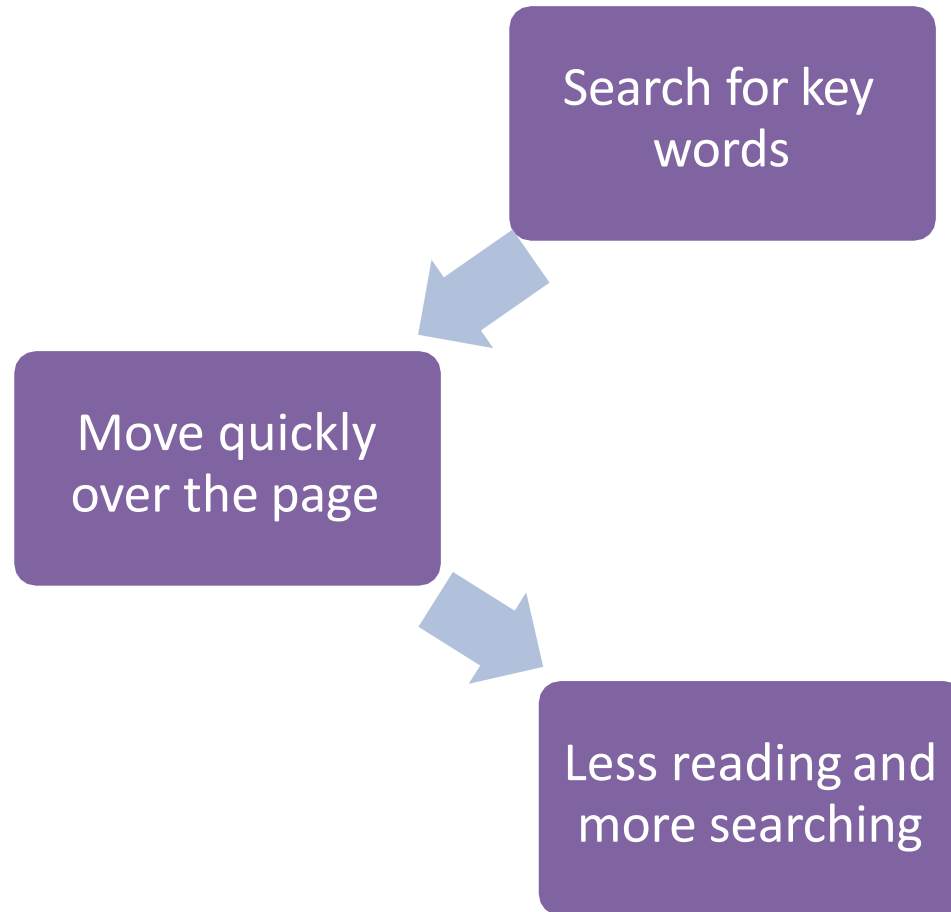 Search for key
words
Move quickly
over the page
Less reading and
more searching